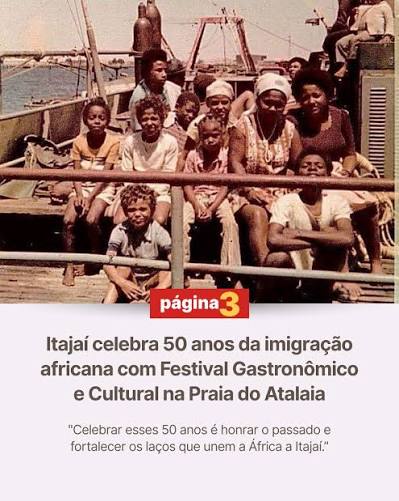 página3
Itajaí celebra 50 anos da imigração
africana com Festival Gastronômico
e Cultural na Praia do Atalaia
"Celebrar esses 50 anos é honrar o passado e
fortalecer os laços que unem a África a Itajaí."